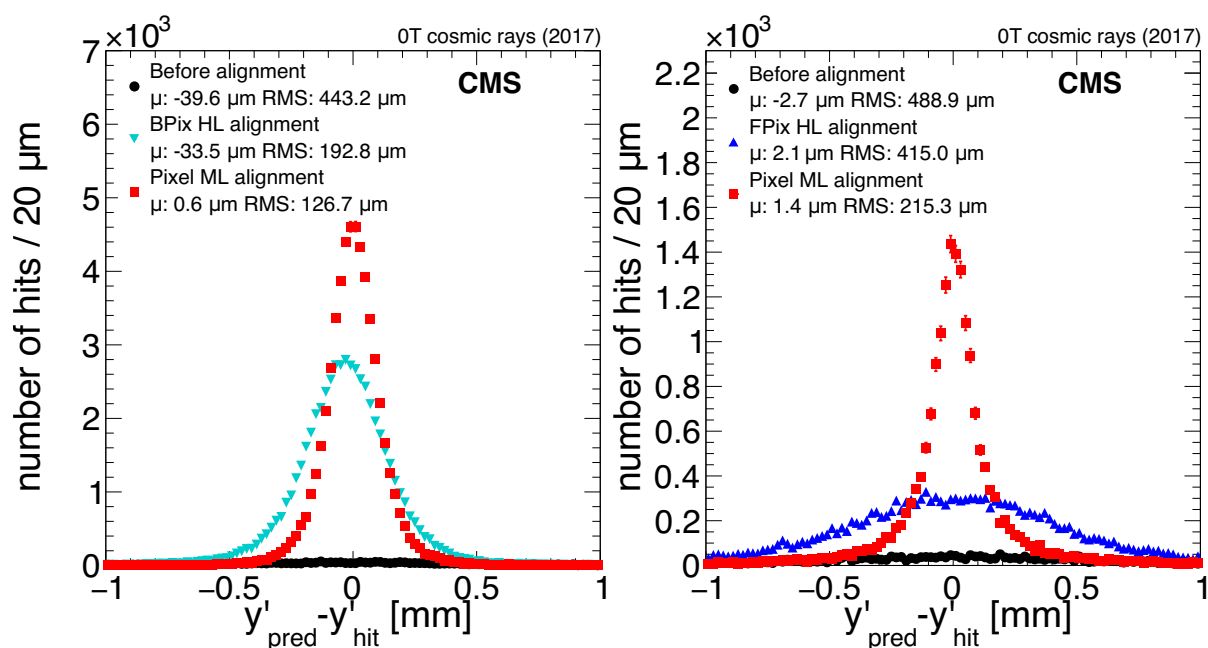 ×10³
0T cosmic rays (2017)
CMS
Before alignment
μ: -39.6 μm RMS: 443.2 μm
BPix HL alignment
μ: -33.5 μm RMS: 192.8 μm
Pixel ML alignment
μ: 0.6 μm RMS: 126.7 μm
number of hits / 20 μm
7
6
5
4
3
2
1
0
−1 −0.5 0 0.5 1
y'pred-y'hit [mm]
×10³
0T cosmic rays (2017)
CMS
Before alignment
μ: -2.7 μm RMS: 488.9 μm
FPix HL alignment
μ: 2.1 μm RMS: 415.0 μm
Pixel ML alignment
μ: 1.4 μm RMS: 215.3 μm
number of hits / 20 μm
2.2
2
1.8
1.6
1.4
1.2
1
0.8
0.6
0.4
0.2
0
−1 −0.5 0 0.5 1
y'pred-y'hit [mm]